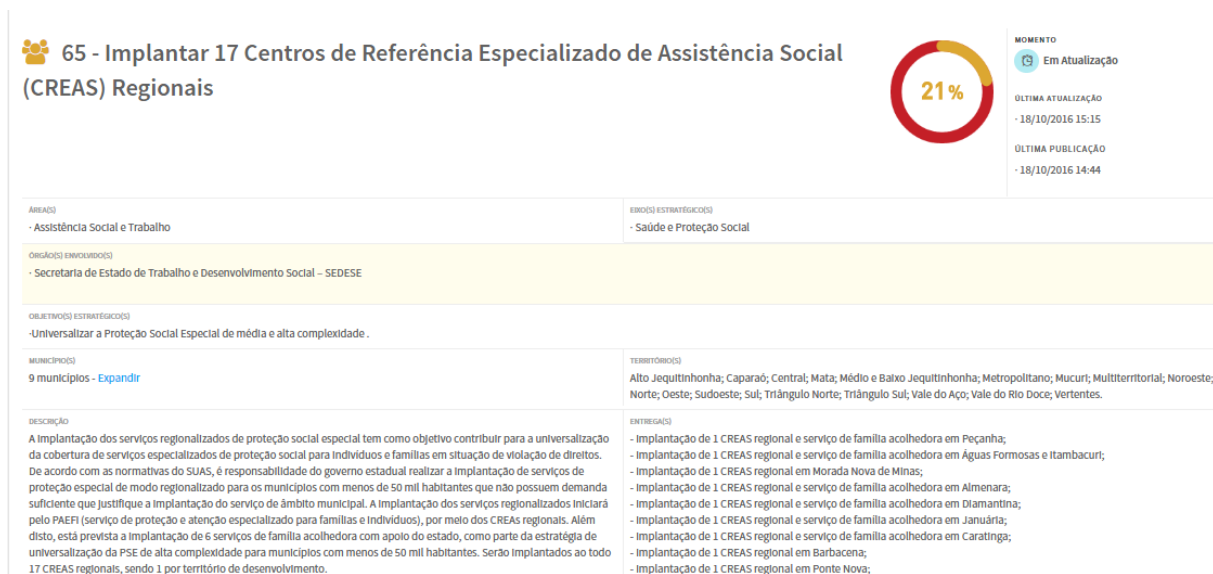 65 - Implantar 17 Centros de Referência Especializado de Assistência Social
(CREAS) Regionais
21%
MOMENTO
Em Atualização
ÚLTIMA ATUALIZAÇÃO
· 18/10/2016 15:15
ÚLTIMA PUBLICAÇÃO
· 18/10/2016 14:44
ÁREA(S)
· Assistência Social e Trabalho
EIXO(S) ESTRATÉGICO(S)
· Saúde e Proteção Social
ÓRGÃO(S) ENVOLVIDO(S)
· Secretaria de Estado de Trabalho e Desenvolvimento Social – SEDESE
OBJETIVO(S) ESTRATÉGICO(S)
·Universalizar a Proteção Social Especial de média e alta complexidade .
MUNICÍPIO(S)
9 municípios - Expandir
TERRITÓRIO(S)
Alto Jequitinhonha; Caparaó; Central; Mata; Médio e Baixo Jequitinhonha; Metropolitano; Mucuri; Multiterritorial; Noroeste;
Norte; Oeste; Sudoeste; Sul; Triângulo Norte; Triângulo Sul; Vale do Aço; Vale do Rio Doce; Vertentes.
DESCRIÇÃO
A implantação dos serviços regionalizados de proteção social especial tem como objetivo contribuir para a universalização
da cobertura de serviços especializados de proteção social para indivíduos e famílias em situação de violação de direitos.
De acordo com as normativas do SUAS, é responsabilidade do governo estadual realizar a implantação de serviços de
proteção especial de modo regionalizado para os municípios com menos de 50 mil habitantes que não possuem demanda
suficiente que justifique a implantação do serviço de âmbito municipal. A implantação dos serviços regionalizados iniciará
pelo PAEFI (serviço de proteção e atenção especializado para famílias e indivíduos), por meio dos CREAs regionais. Além
disto, está prevista a implantação de 6 serviços de família acolhedora com apoio do estado, como parte da estratégia de
universalização da PSE de alta complexidade para municípios com menos de 50 mil habitantes. Serão implantados ao todo
17 CREAS regionais, sendo 1 por território de desenvolvimento.
ENTREGA(S)
- Implantação de 1 CREAS regional e serviço de família acolhedora em Peçanha;
- Implantação de 1 CREAS regional e serviço de família acolhedora em Águas Formosas e Itambacuri;
- Implantação de 1 CREAS regional em Morada Nova de Minas;
- Implantação de 1 CREAS regional e serviço de família acolhedora em Almenara;
- Implantação de 1 CREAS regional e serviço de família acolhedora em Diamantina;
- Implantação de 1 CREAS regional e serviço de família acolhedora em Januária;
- Implantação de 1 CREAS regional e serviço de família acolhedora em Caratinga;
- Implantação de 1 CREAS regional em Barbacena;
- Implantação de 1 CREAS regional em Ponte Nova;